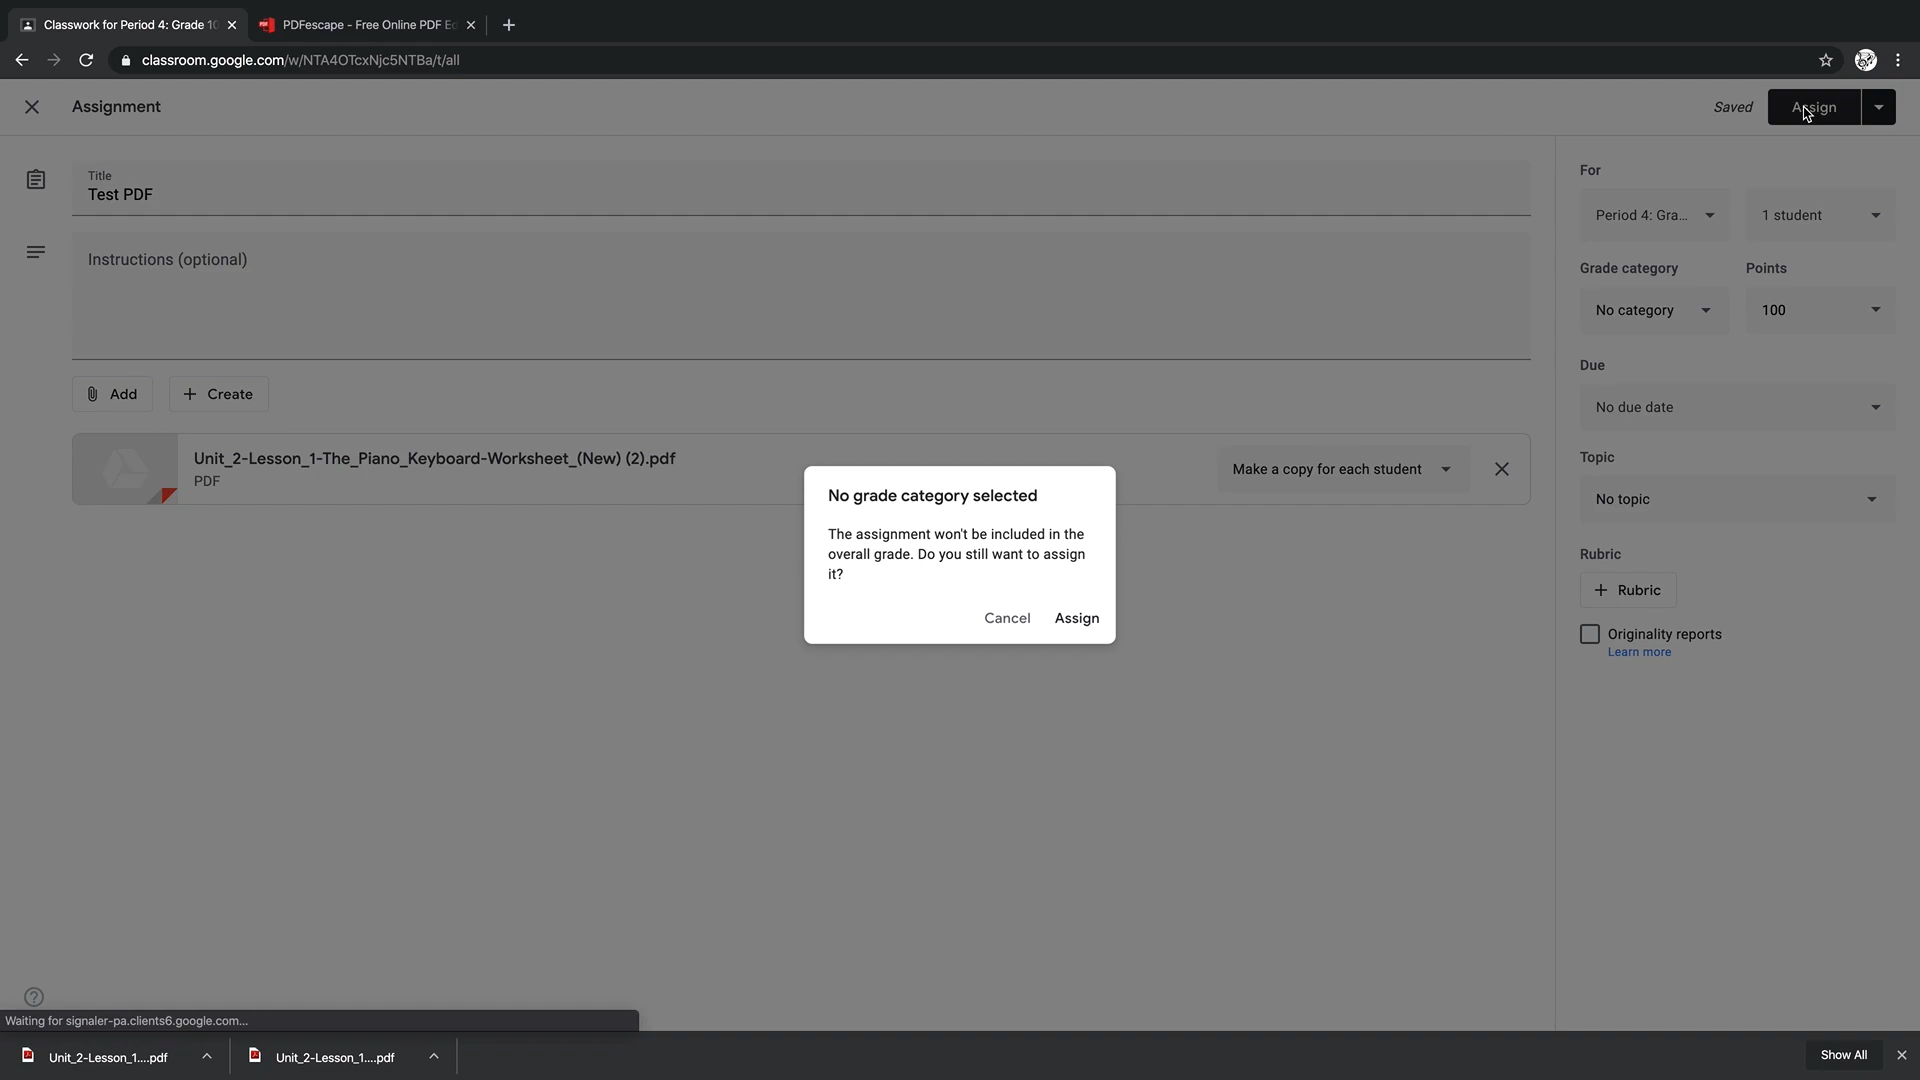 Classwork for Period 4: Grade 10
PDFescape - Free Online PDF Ed
classroom.google.com/w/NTA4OTcxNjc5NTBa/t/all
Assignment
Saved
Assign
Title
Test PDF
Instructions (optional)
Add
Create
Unit_2-Lesson_1-The_Piano_Keyboard-Worksheet_(New) (2).pdf
PDF
Make a copy for each student
For
Period 4: Gra...
1 student
Grade category
Points
No category
100
Due
No due date
Topic
No topic
Rubric
Rubric
Originality reports
Learn more
No grade category selected
The assignment won't be included in the
overall grade. Do you still want to assign
it?
Cancel
Assign
Waiting for signaler-pa.clients6.google.com...
Unit_2-Lesson_1....pdf
Unit_2-Lesson_1....pdf
Show All